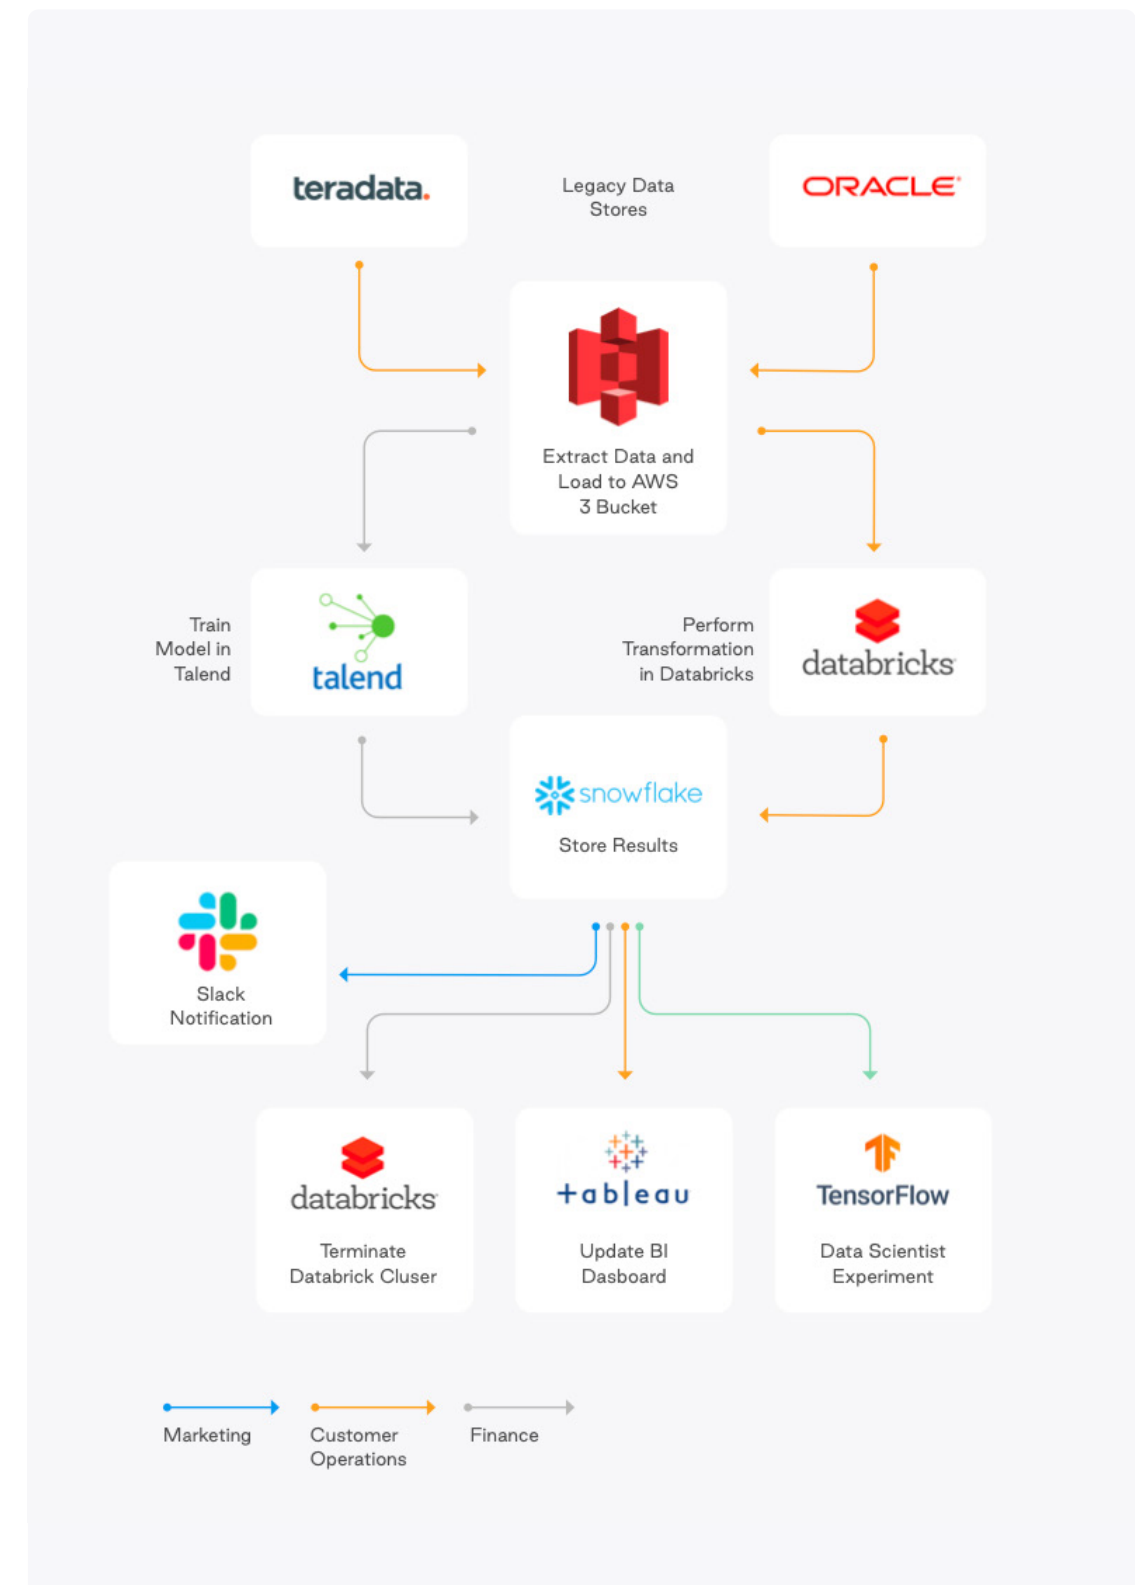 teradata.
Legacy Data
Stores
ORACLE
Extract Data and
Load to AWS
3 Bucket
Train
Model in
Talend
talend
Perform
Transformation
in Databricks
databricks
snowflake
Store Results
Slack
Notification
databricks
Terminate
Databrick Cluser
+ableau
Update BI
Dasboard
TensorFlow
Data Scientist
Experiment
Marketing
Customer
Operations
Finance